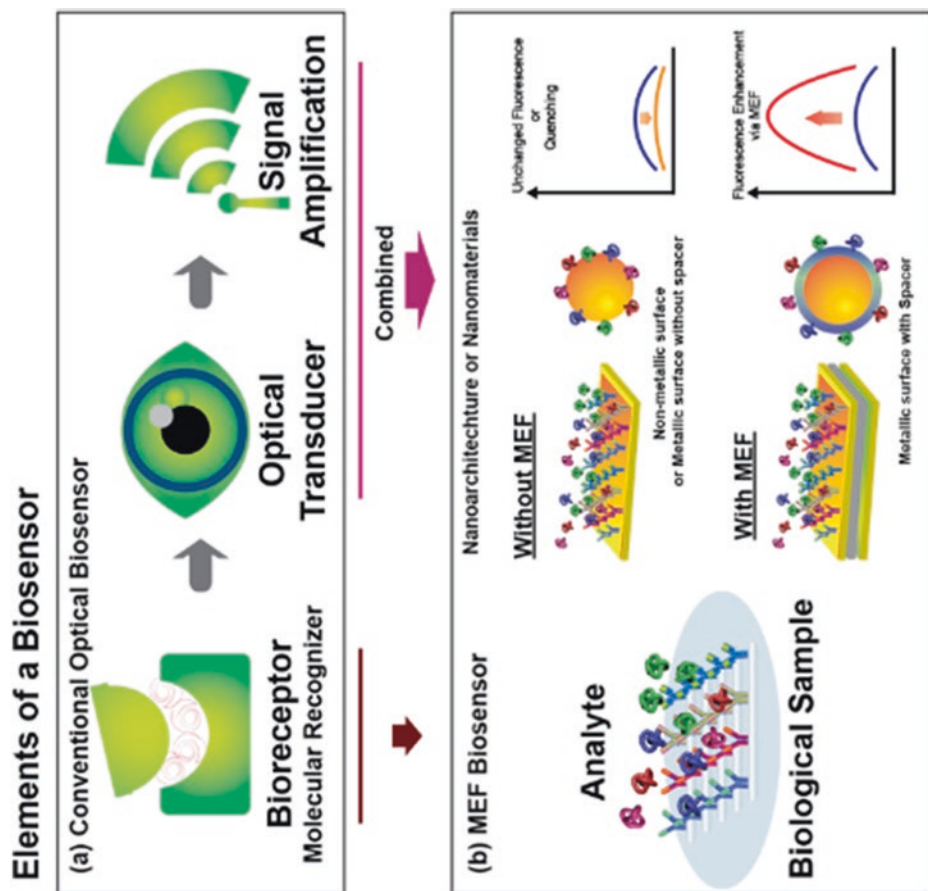 Elements of a Biosensor
(a) Conventional Optical Biosensor
Bioreceptor
Molecular Recognizer
Optical
Transducer
Signal
Amplification
Combined
(b) MEF Biosensor
Analyte
Biological Sample
Nanoarchitechture or Nanomaterials
Without MEF
Non-metallic surface
or Metallic surface without spacer
Unchanged Fluorescence
or
Quenching
With MEF
Metallic surface with Spacer
Fluorescence Enhancement
via MEF